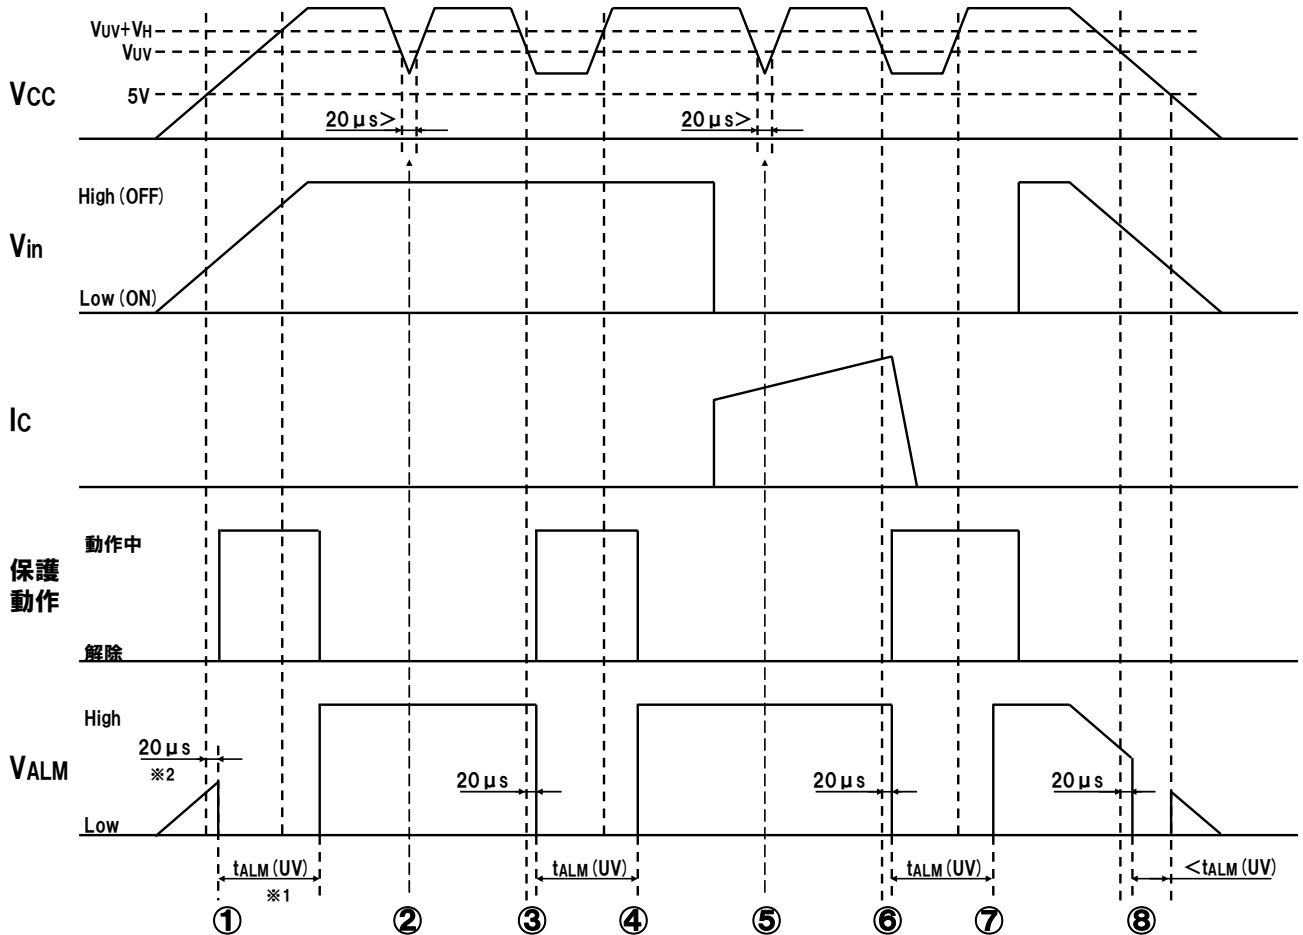 VUV+VH
VUV
VCC
5V
20μs>
20μs>
High(OFF)
Vin
Low(ON)
IC
動作中
保護
動作
解除
High
20μs
※2
VALM
20μs
20μs
20μs
Low
tALM(UV)
※1
tALM(UV)
tALM(UV)
<tALM(UV)
① ② ③ ④ ⑤ ⑥ ⑦ ⑧